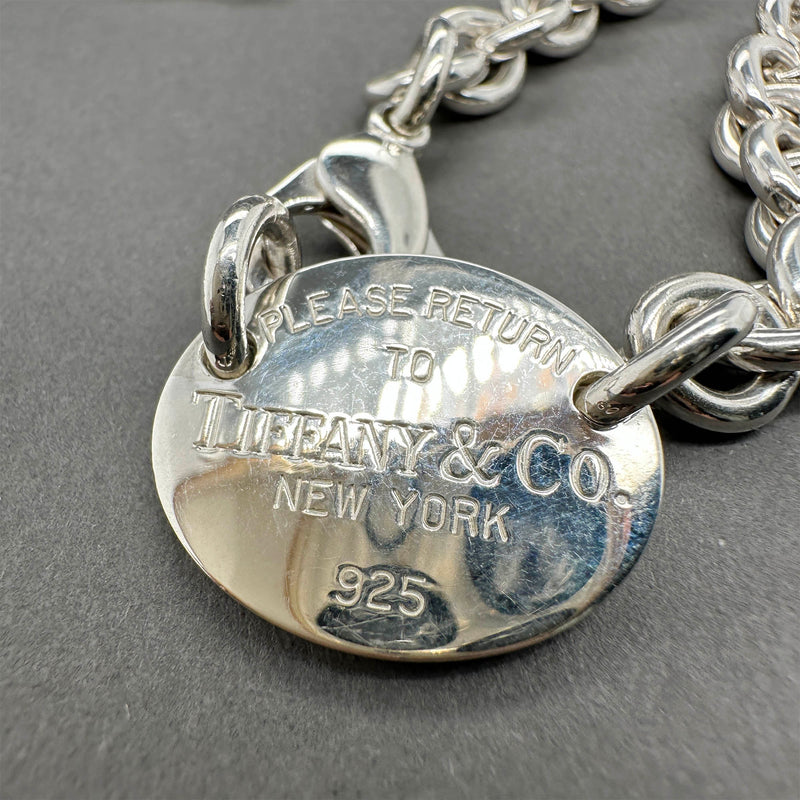 PLEASE RETURN
TO
TIFFANY & CO.
NEW YORK
925